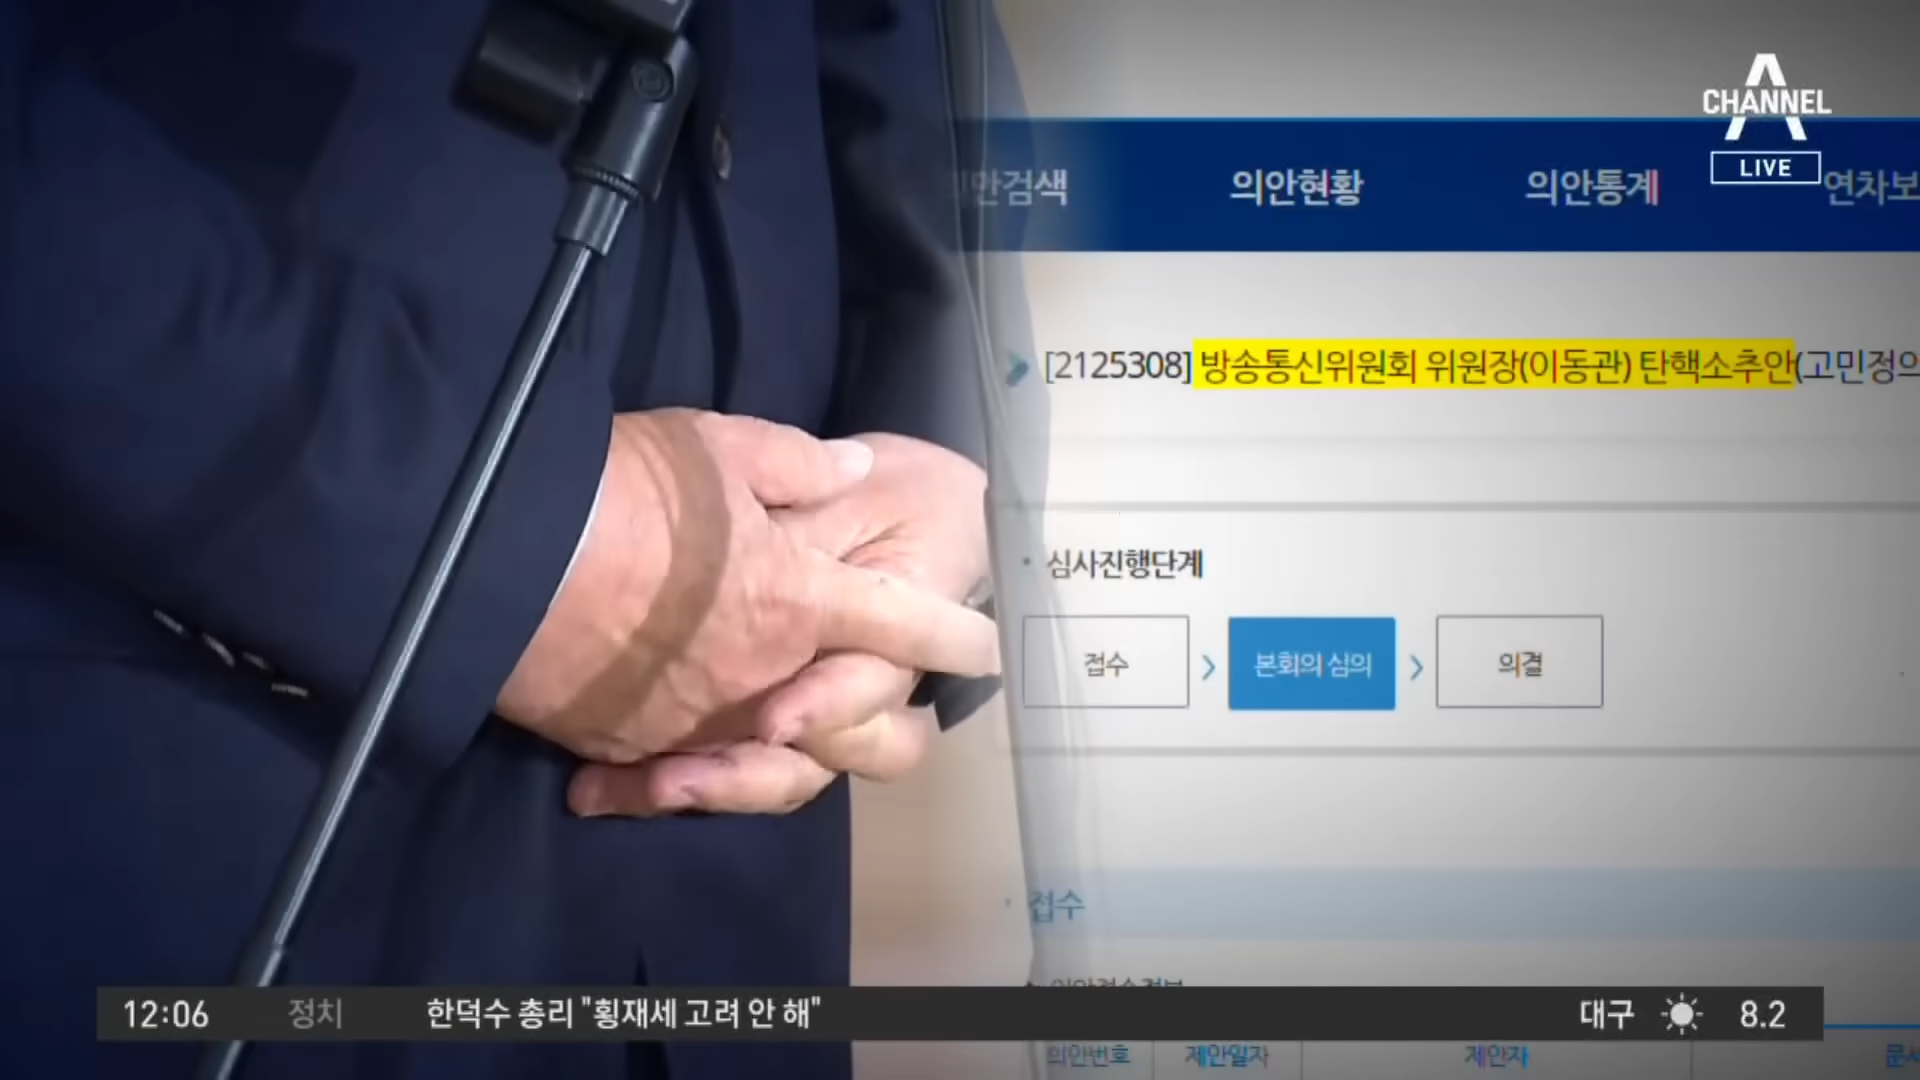 CHANNEL A
LIVE
의안현황
의안통계
연차보
[2125308] 방송통신위원회 위원장(이동관) 탄핵소추안(고민정의
심사진행단계
접수
본회의 심의
의결
접수
12:06 정치 한덕수 총리 "횡재세 고려 안 해" 대구 8.2
의안번호 제안일자 제안자